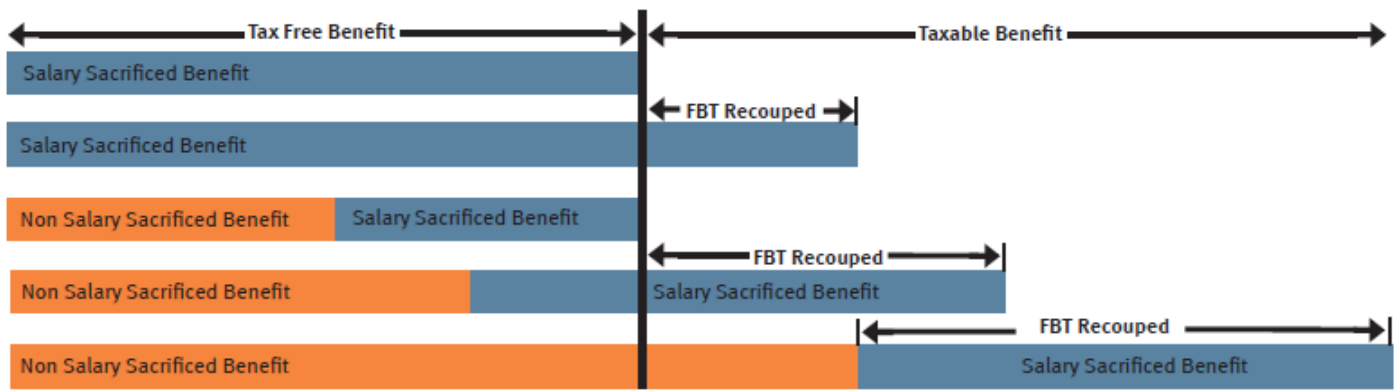 Tax Free Benefit
Taxable Benefit
Salary Sacrificed Benefit
FBT Recouped
Salary Sacrificed Benefit
Non Salary Sacrificed Benefit
Salary Sacrificed Benefit
FBT Recouped
Non Salary Sacrificed Benefit
Salary Sacrificed Benefit
FBT Recouped
Non Salary Sacrificed Benefit
Salary Sacrificed Benefit